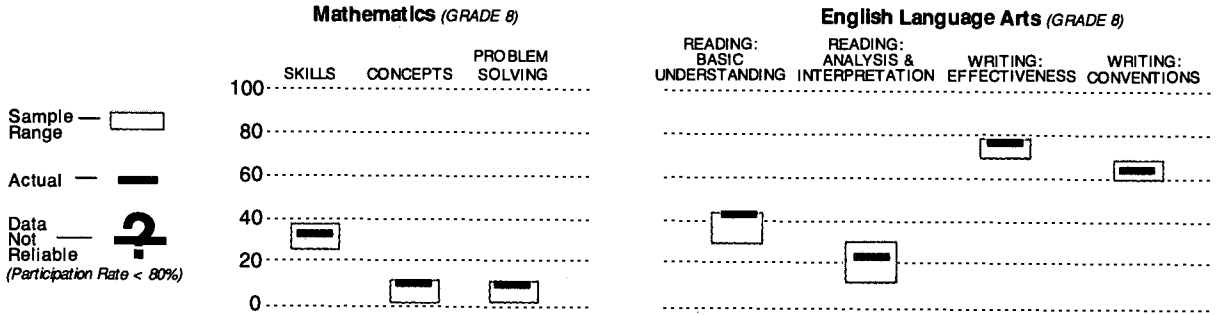 Mathematics (GRADE 8)
SKILLS
CONCEPTS
PROBLEM
SOLVING
English Language Arts (GRADE 8)
READING:
BASIC
UNDERSTANDING
READING:
ANALYSIS &
INTERPRETATION
WRITING:
EFFECTIVENESS
WRITING:
CONVENTIONS
100
80
60
40
20
0
Sample
Range
Actual
Data
Not
Reliable
?
(Participation Rate < 80%)